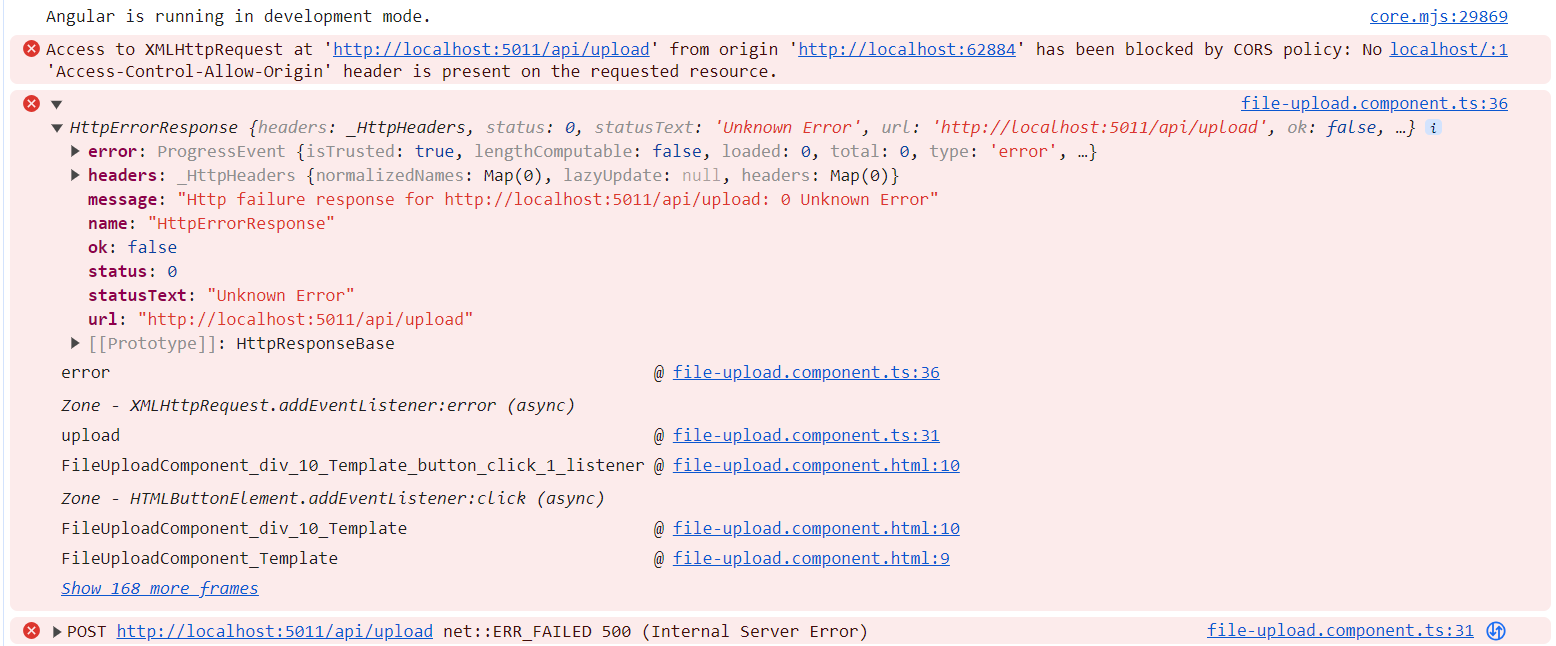 Angular is running in development mode. core.mjs:29869
Access to XMLHttpRequest at 'http://localhost:5011/api/upload' from origin 'http://localhost:62884' has been blocked by CORS policy: No localhost/:1
'Access-Control-Allow-Origin' header is present on the requested resource.
file-upload.component.ts:36
HttpErrorResponse {headers: _HttpHeaders, status: 0, statusText: 'Unknown Error', url: 'http://localhost:5011/api/upload', ok: false, …} i
error: ProgressEvent {isTrusted: true, lengthComputable: false, loaded: 0, total: 0, type: 'error', …}
headers: _HttpHeaders {normalizedNames: Map(0), lazyUpdate: null, headers: Map(0)}
message: "Http failure response for http://localhost:5011/api/upload: 0 Unknown Error"
name: "HttpErrorResponse"
ok: false
status: 0
statusText: "Unknown Error"
url: "http://localhost:5011/api/upload"
[[Prototype]]: HttpResponseBase
error @ file-upload.component.ts:36
Zone - XMLHttpRequest.addEventListener:error (async)
upload @ file-upload.component.ts:31
FileUploadComponent_div_10_Template_button_click_1_listener @ file-upload.component.html:10
Zone - HTMLButtonElement.addEventListener:click (async)
FileUploadComponent_div_10_Template @ file-upload.component.html:10
FileUploadComponent_Template @ file-upload.component.html:9
Show 168 more frames
POST http://localhost:5011/api/upload net::ERR_FAILED 500 (Internal Server Error) file-upload.component.ts:31